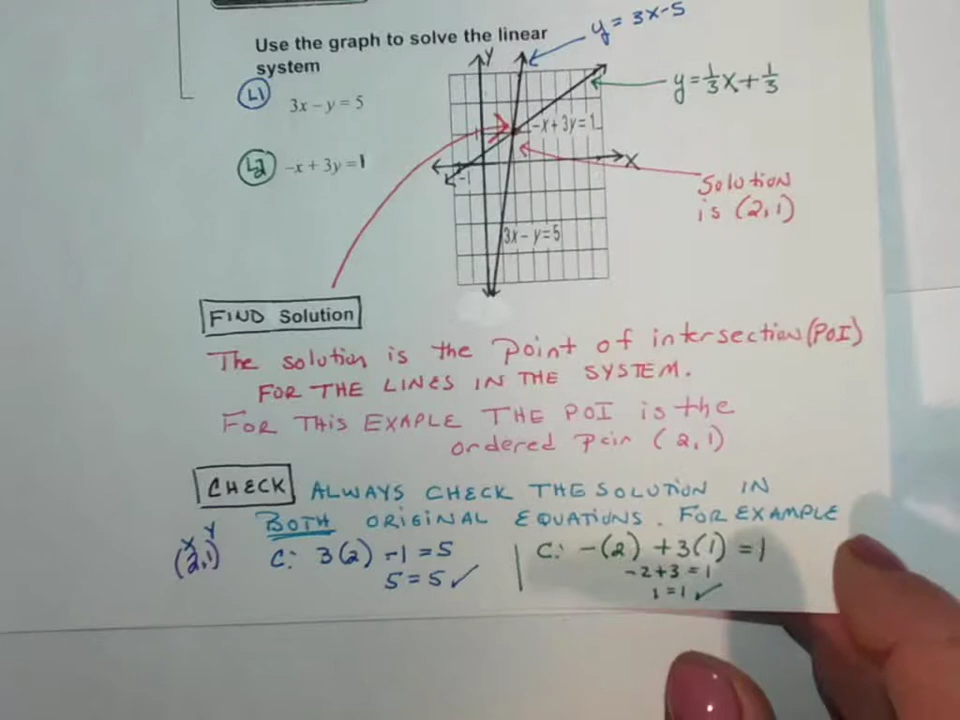 y = 3x-5
Use the graph to solve the linear
system
L1
3x – y = 5
y = 1/3 x + 1/3
Y
-x + 3y = 1
L2
-x + 3y = 1
X
-1
Solution
is (2,1)
3x – y = 5
FIND Solution
The solution is the point of intersection (POI)
FOR THE LINES IN THE SYSTEM.
FOR THIS EXAPLE THE POI is the
ordered pair (2,1)
CHECK ALWAYS CHECK THE SOLUTION IN
BOTH ORIGINAL EQUATIONS. FOR EXAMPLE
X Y
(2,1) C: 3(2) -1 = 5 C: -(2) +3(1) = 1
5 = 5 ✓ -2+3 = 1
1 = 1 ✓